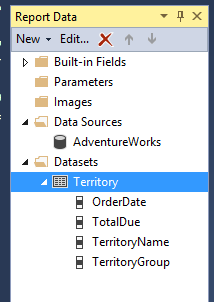 Report Data
New Edit...
Built-in Fields
Parameters
Images
Data Sources
AdventureWorks
Datasets
Territory
OrderDate
TotalDue
TerritoryName
TerritoryGroup